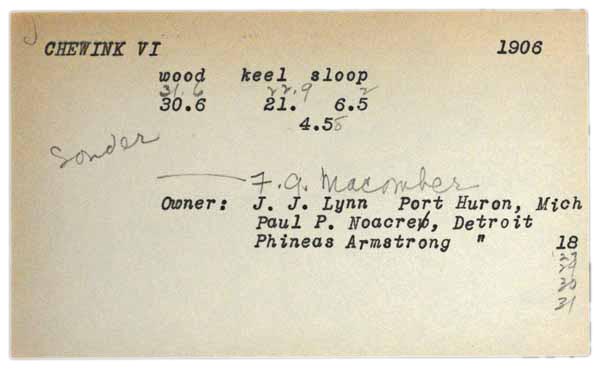 CHEWINK VI 1906
wood keel sloop
31.6 22.9 2
30.6 21. 6.5
4.55
Sonder
F. G. Macomber
Owner: J. J. Lynn Port Huron, Mich
Paul P. Noacre, Detroit
Phineas Armstrong " 18
29
30
31